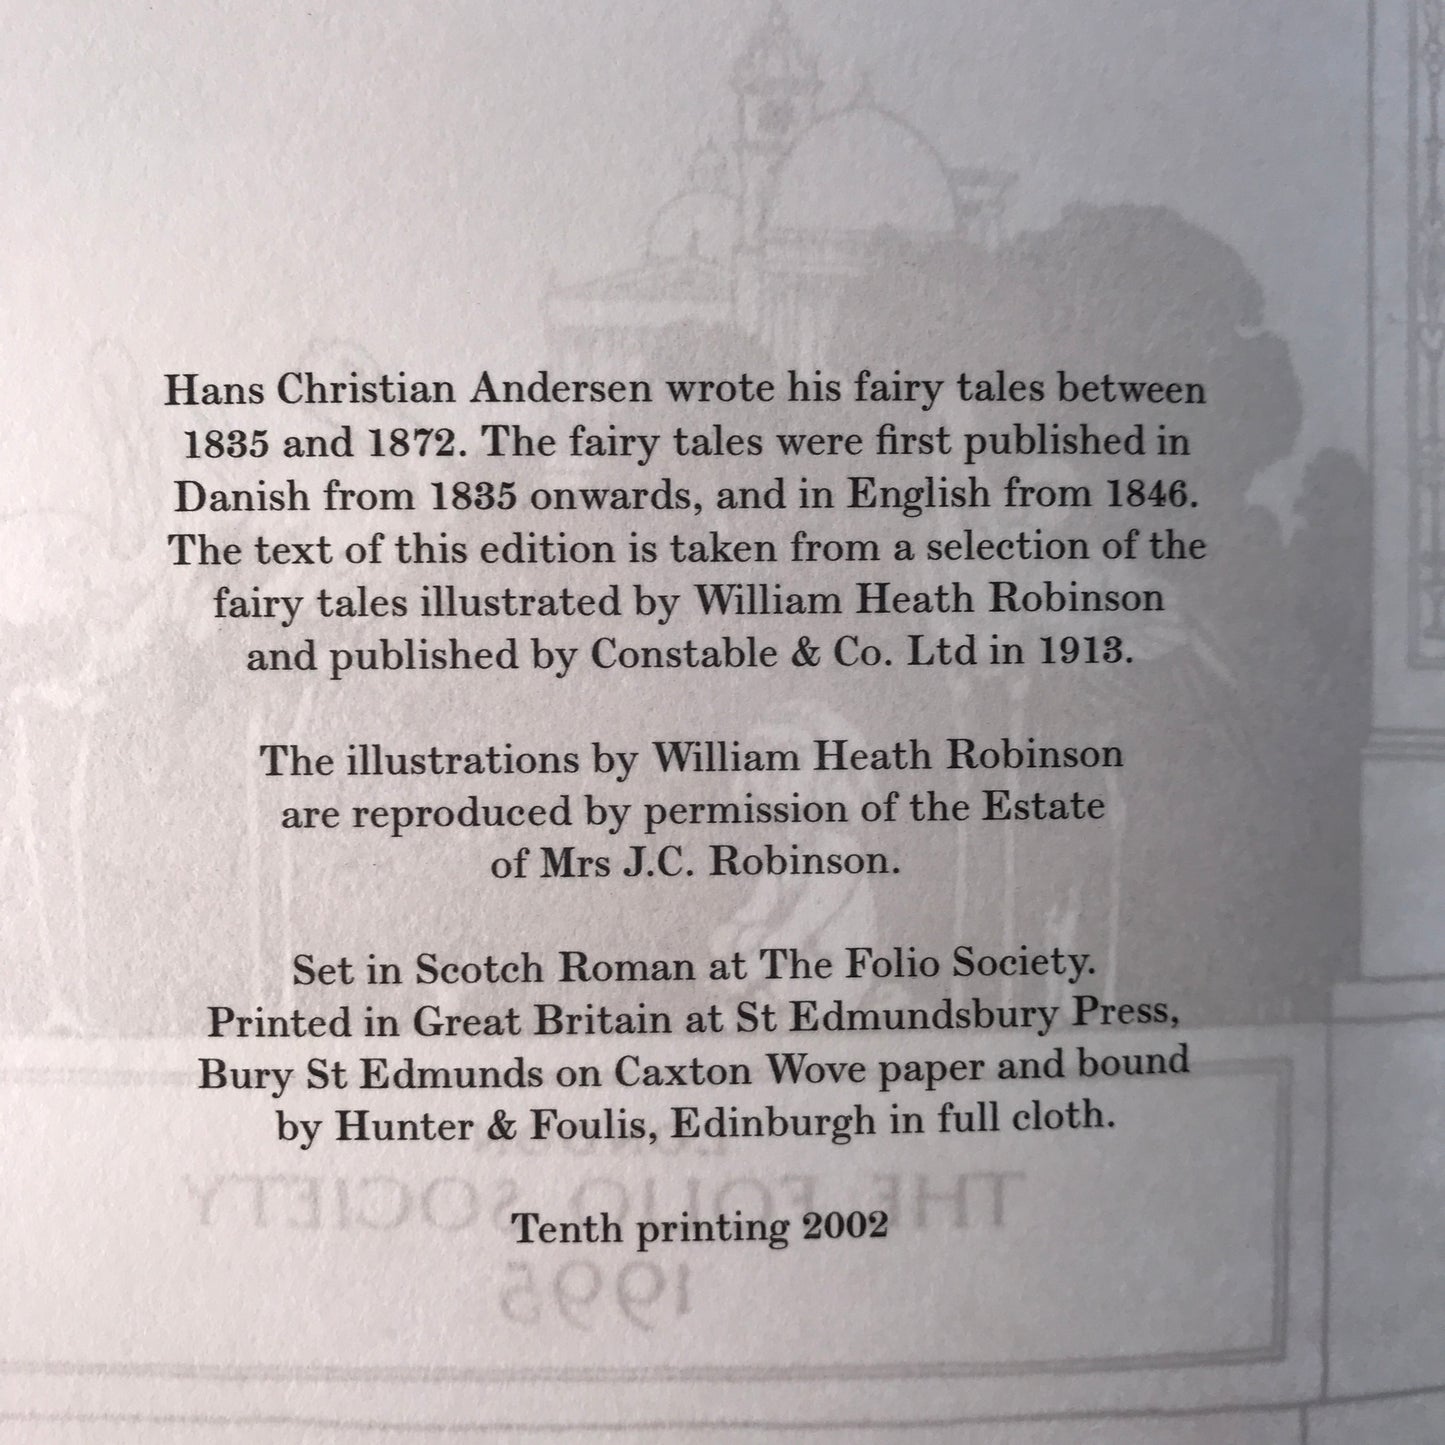 Hans Christian Andersen wrote his fairy tales between
1835 and 1872. The fairy tales were first published in
Danish from 1835 onwards, and in English from 1846.
The text of this edition is taken from a selection of the
fairy tales illustrated by William Heath Robinson
and published by Constable & Co. Ltd in 1913.
The illustrations by William Heath Robinson
are reproduced by permission of the Estate
of Mrs J.C. Robinson.
Set in Scotch Roman at The Folio Society.
Printed in Great Britain at St Edmundsbury Press,
Bury St Edmunds on Caxton Wove paper and bound
by Hunter & Foulis, Edinburgh in full cloth.
LONDON
THE FOLIO SOCIETY
Tenth printing 2002
1995